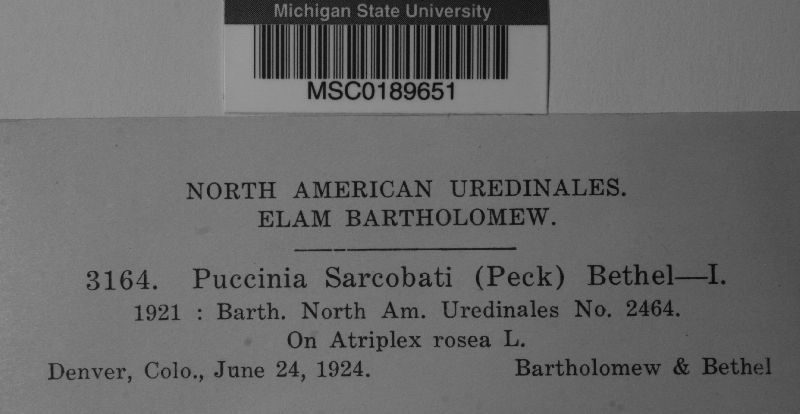 Michigan State University
MSC0189651
NORTH AMERICAN UREDINALES.
ELAM BARTHOLOMEW.
3164. Puccinia Sarcobati (Peck) Bethel—I.
1921 : Barth. North Am. Uredinales No. 2464.
On Atriplex rosea L.
Denver, Colo., June 24, 1924. Bartholomew & Bethel